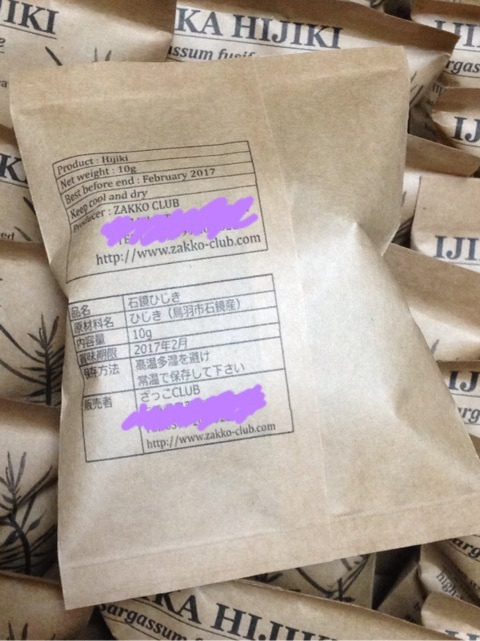 IKI
KA HIJIKI
assum fusif
IJI
rgass
Product : Hijiki
Net weight : 10g
Best before end : February 2017
Keep cool and dry
Producer : ZAKKO CLUB
http://www.zakko-club.com
品名 石鏡ひじき
原材料名 ひじき（鳥羽市石鏡産）
内容量 10g
賞味期限 2017年2月
保存方法 高温多湿を避け
常温で保存して下さい
販売者 ざっこCLUB
http://www.zakko-club.com
KA HIJIKI
Sargassum fu